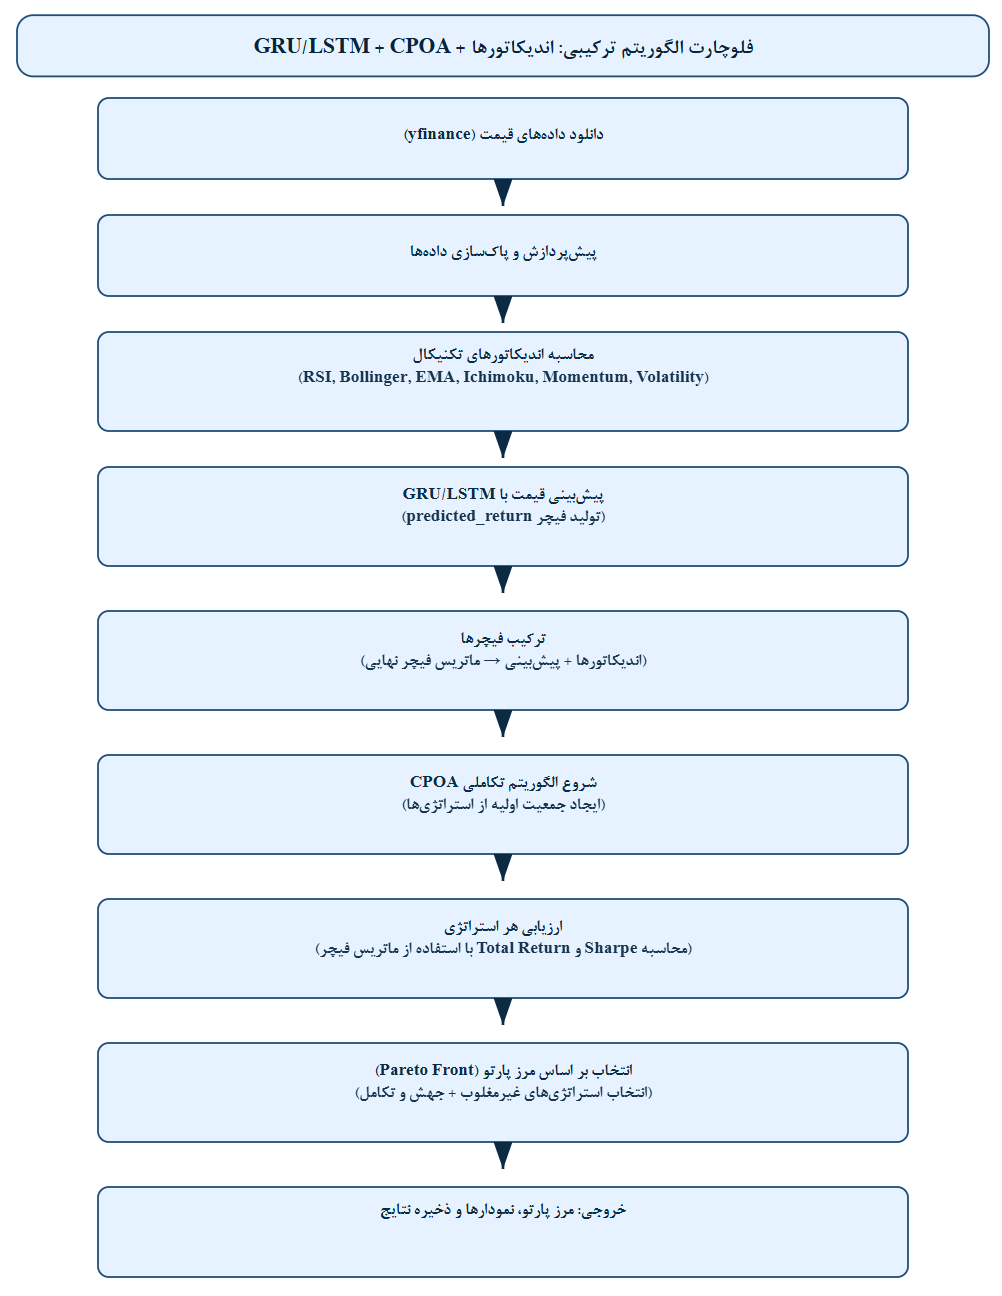 فلوچارت الگوریتم ترکیبی: اندیکاتورها + GRU/LSTM + CPOA
دانلود داده‌های قیمت (yfinance)
پیش‌پردازش و پاک‌سازی داده‌ها
محاسبه اندیکاتورهای تکنیکال
(RSI, Bollinger, EMA, Ichimoku, Momentum, Volatility)
پیش‌بینی قیمت با GRU/LSTM
(تولید فیچر predicted_return)
ترکیب فیچرها
(اندیکاتورها + پیش‌بینی → ماتریس فیچر نهایی)
شروع الگوریتم تکاملی CPOA
(ایجاد جمعیت اولیه از استراتژی‌ها)
ارزیابی هر استراتژی
(محاسبه Sharpe و Total Return با استفاده از ماتریس فیچر)
انتخاب بر اساس مرز پارتو (Pareto Front)
(انتخاب استراتژی‌های غیرمغلوب + جهش و تکامل)
خروجی: مرز پارتو، نمودارها و ذخیره نتایج